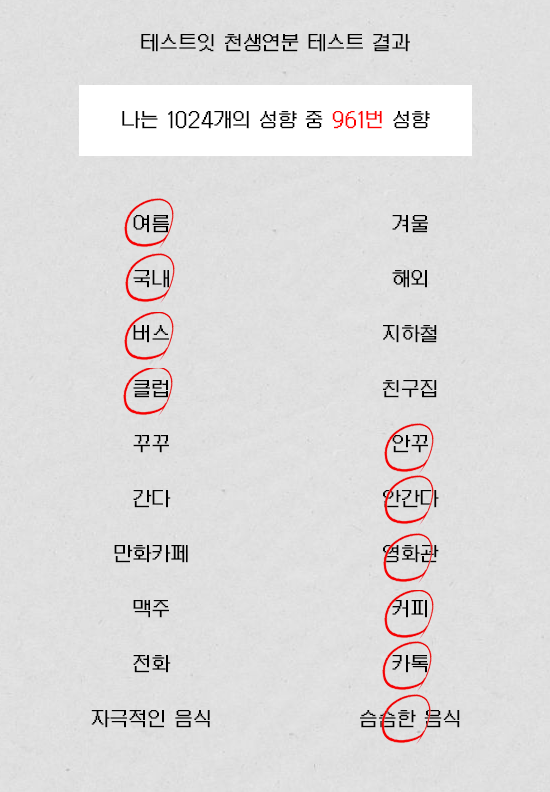 테스트잇 천생연분 테스트 결과
나는 1024개의 성향 중 961번 성향
여름 겨울
국내 해외
버스 지하철
클럽 친구집
꾸꾸 안꾸
간다 안간다
만화카페 영화관
맥주 커피
전화 카톡
자극적인 음식 슴슴한 음식